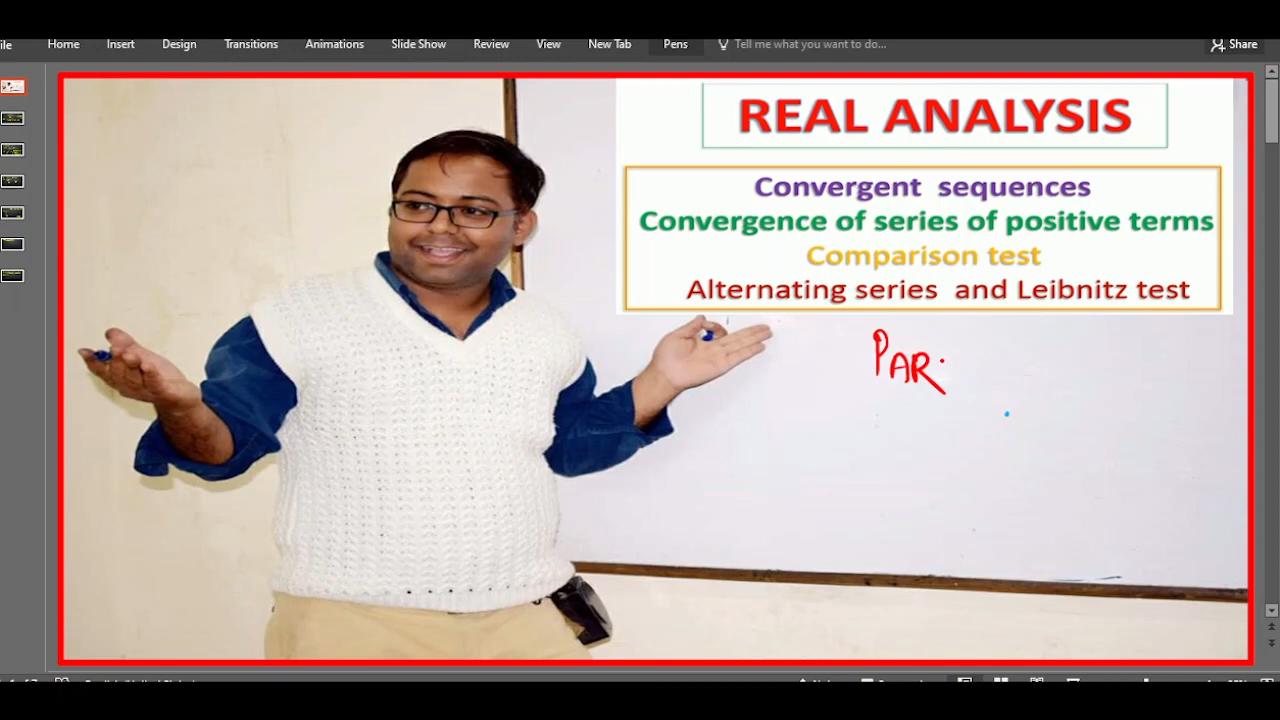 Home Insert Design Transitions Animations Slide Show Review View New Tab Pens Tell me what you want to do... Share
REAL ANALYSIS
Convergent sequences
Convergence of series of positive terms
Comparison test
Alternating series and Leibnitz test
PAR